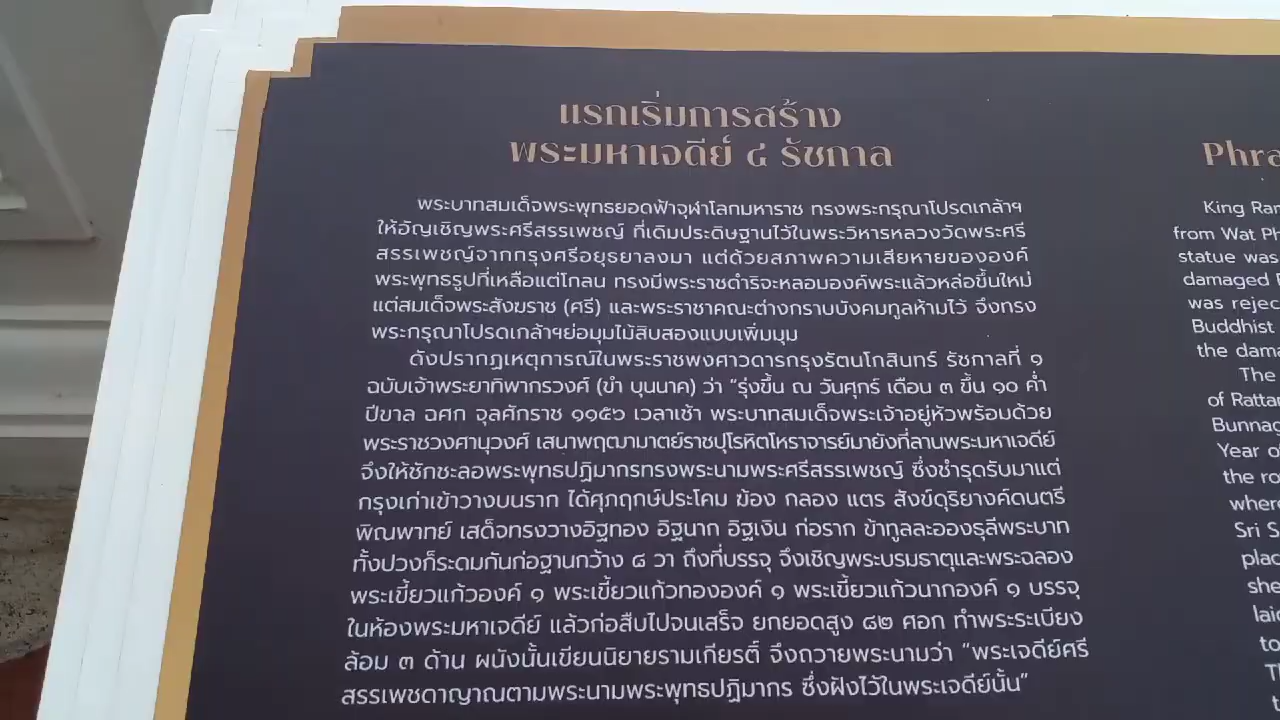 แรกเริ่มการสร้าง
พระมหาเจดีย์ ๔ รัชกาล
พระบาทสมเด็จพระพุทธยอดฟ้าจุฬาโลกมหาราช ทรงพระกรุณาโปรดเกล้าฯ
ให้อัญเชิญพระศรีสรรเพชญ์ ที่เดิมประดิษฐานไว้ในพระวิหารหลวงวัดพระศรี
สรรเพชญ์จากกรุงศรีอยุธยาลงมา แต่ด้วยสภาพความเสียหายขององค์
พระพุทธรูปที่เหลือแต่โกลน ทรงมีพระราชดำริจะหลอมองค์พระแล้วหล่อขึ้นใหม่
แต่สมเด็จพระสังฆราช (ศรี) และพระราชาคณะต่างกราบบังคมทูลห้ามไว้ จึงทรง
พระกรุณาโปรดเกล้าฯย่อมุมไม้สิบสองแบบเพิ่มมุม
ดังปรากฏเหตุการณ์ในพระราชพงศาวดารกรุงรัตนโกสินทร์ รัชกาลที่ ๑
ฉบับเจ้าพระยาทิพากรวงศ์ (ขำ บุนนาค) ว่า “รุ่งขึ้น ณ วันศุกร์ เดือน ๓ ขึ้น ๑๐ ค่ำ
ปีขาล ฉศก จุลศักราช ๑๑๕๖ เวลาเช้า พระบาทสมเด็จพระเจ้าอยู่หัวพร้อมด้วย
พระราชวงศานุวงศ์ เสนาพฤฒามาตย์ราชปุโรหิตโหราจารย์มายังที่ลานพระมหาเจดีย์
จึงให้ชักชะลอพระพุทธปฏิมากรทรงพระนามพระศรีสรรเพชญ์ ซึ่งชำรุดรับมาแต่
กรุงเก่าเข้าวางบนราก ได้ศุภฤกษ์ประโคม ฆ้อง กลอง แตร สังข์ดุริยางค์ดนตรี
พิณพาทย์ เสด็จทรงวางอิฐทอง อิฐนาก อิฐเงิน ก่อราก ข้าทูลละอองธุลีพระบาท
ทั้งปวงก็ระดมกันก่อฐานกว้าง ๘ วา ถึงที่บรรจุ จึงเชิญพระบรมธาตุและพระฉลอง
พระเขี้ยวแก้วองค์ ๑ พระเขี้ยวแก้วทององค์ ๑ พระเขี้ยวแก้วนากองค์ ๑ บรรจุ
ในห้องพระมหาเจดีย์ แล้วก่อสืบไปจนเสร็จ ยกยอดสูง ๘๒ ศอก ทำพระระเบียง
ล้อม ๓ ด้าน ผนังนั้นเขียนนิยายรามเกียรติ์ จึงถวายพระนามว่า “พระเจดีย์ศรี
สรรเพชดาญาณตามพระนามพระพุทธปฏิมากร ซึ่งฝังไว้ในพระเจดีย์นั้น”
King
from Wat
statue was
damaged
was
Buddhist
the
The
of
Year
the
Sri